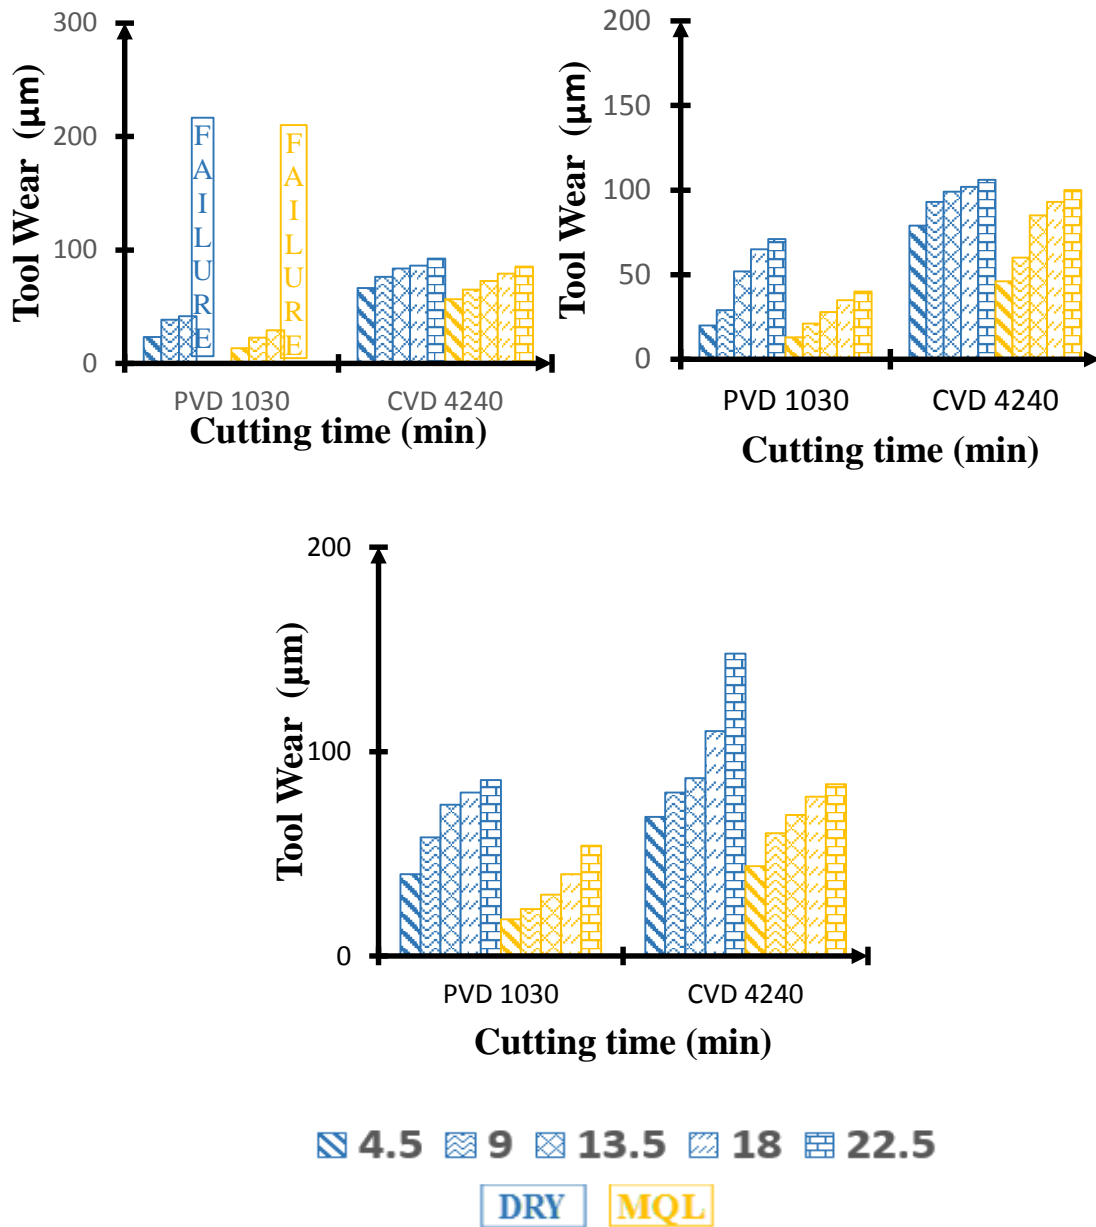 300
200
100
0
Tool Wear (μm)
FAILURE
FAILURE
PVD 1030
CVD 4240
Cutting time (min)
200
150
100
50
0
Tool Wear (μm)
PVD 1030
CVD 4240
Cutting time (min)
200
100
0
Tool Wear (μm)
PVD 1030
CVD 4240
Cutting time (min)
4.5 9 13.5 18 22.5
DRY MQL